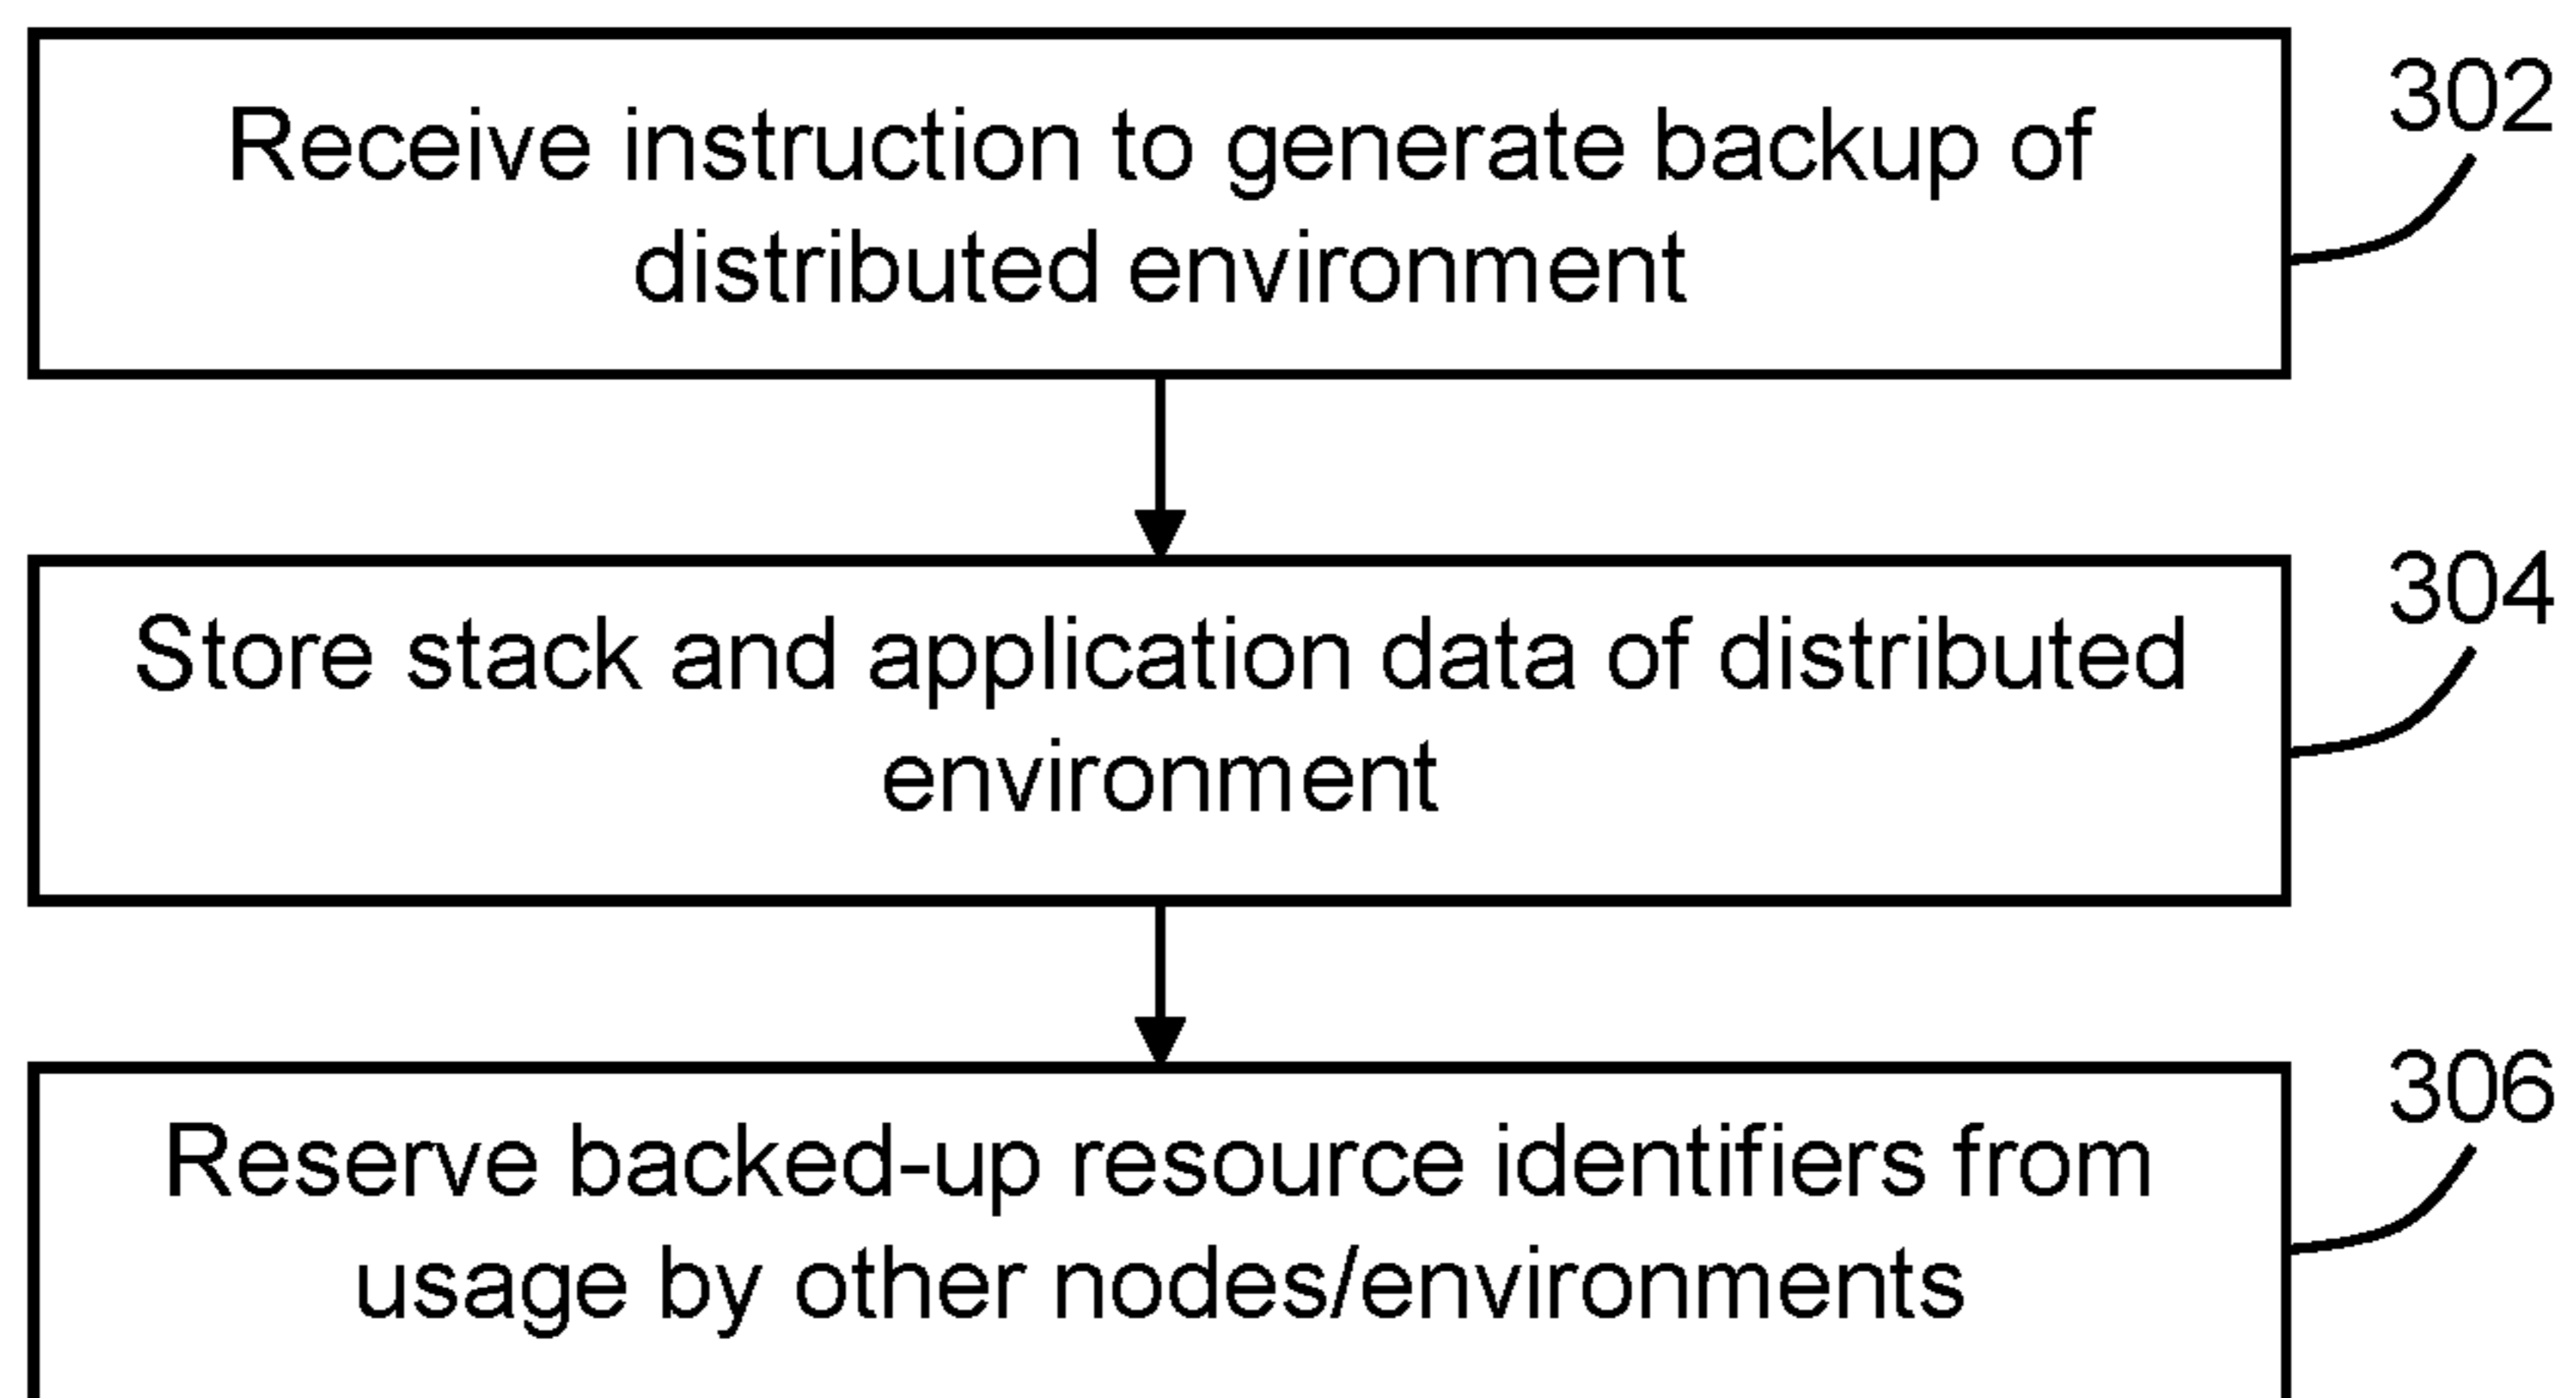 Receive instruction to generate backup of
distributed environment
302
Store stack and application data of distributed
environment
304
Reserve backed-up resource identifiers from
usage by other nodes/environments
306